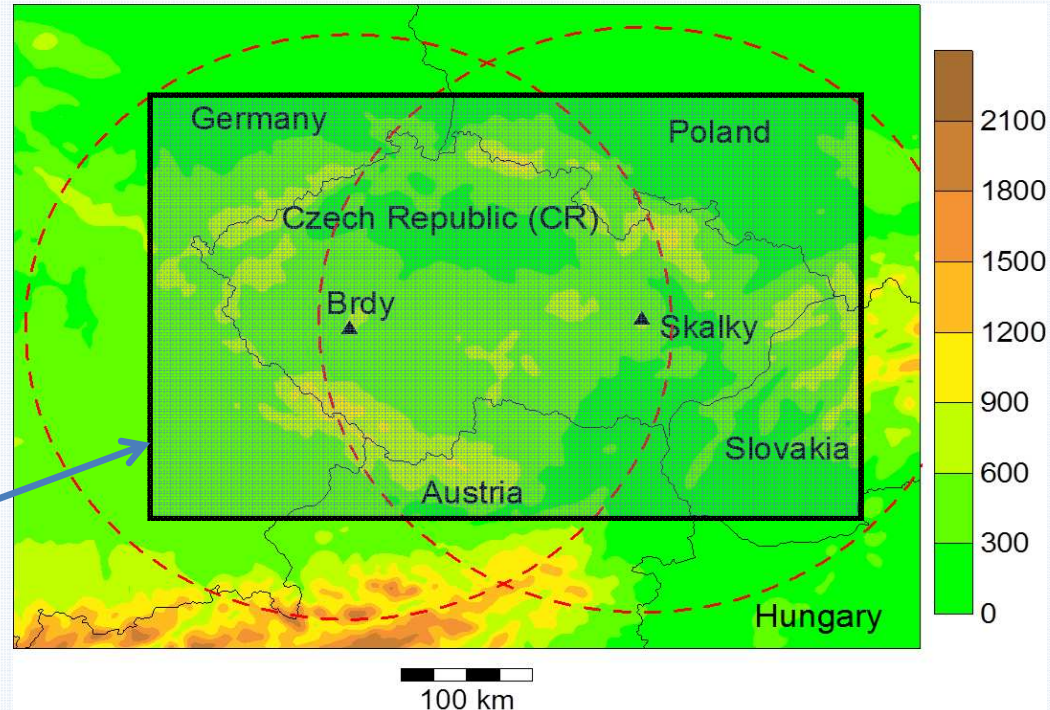 Germany
Poland
Czech Republic (CR)
Brdy
Skalky
Slovakia
Austria
Hungary
2100
1800
1500
1200
900
600
300
0
100 km